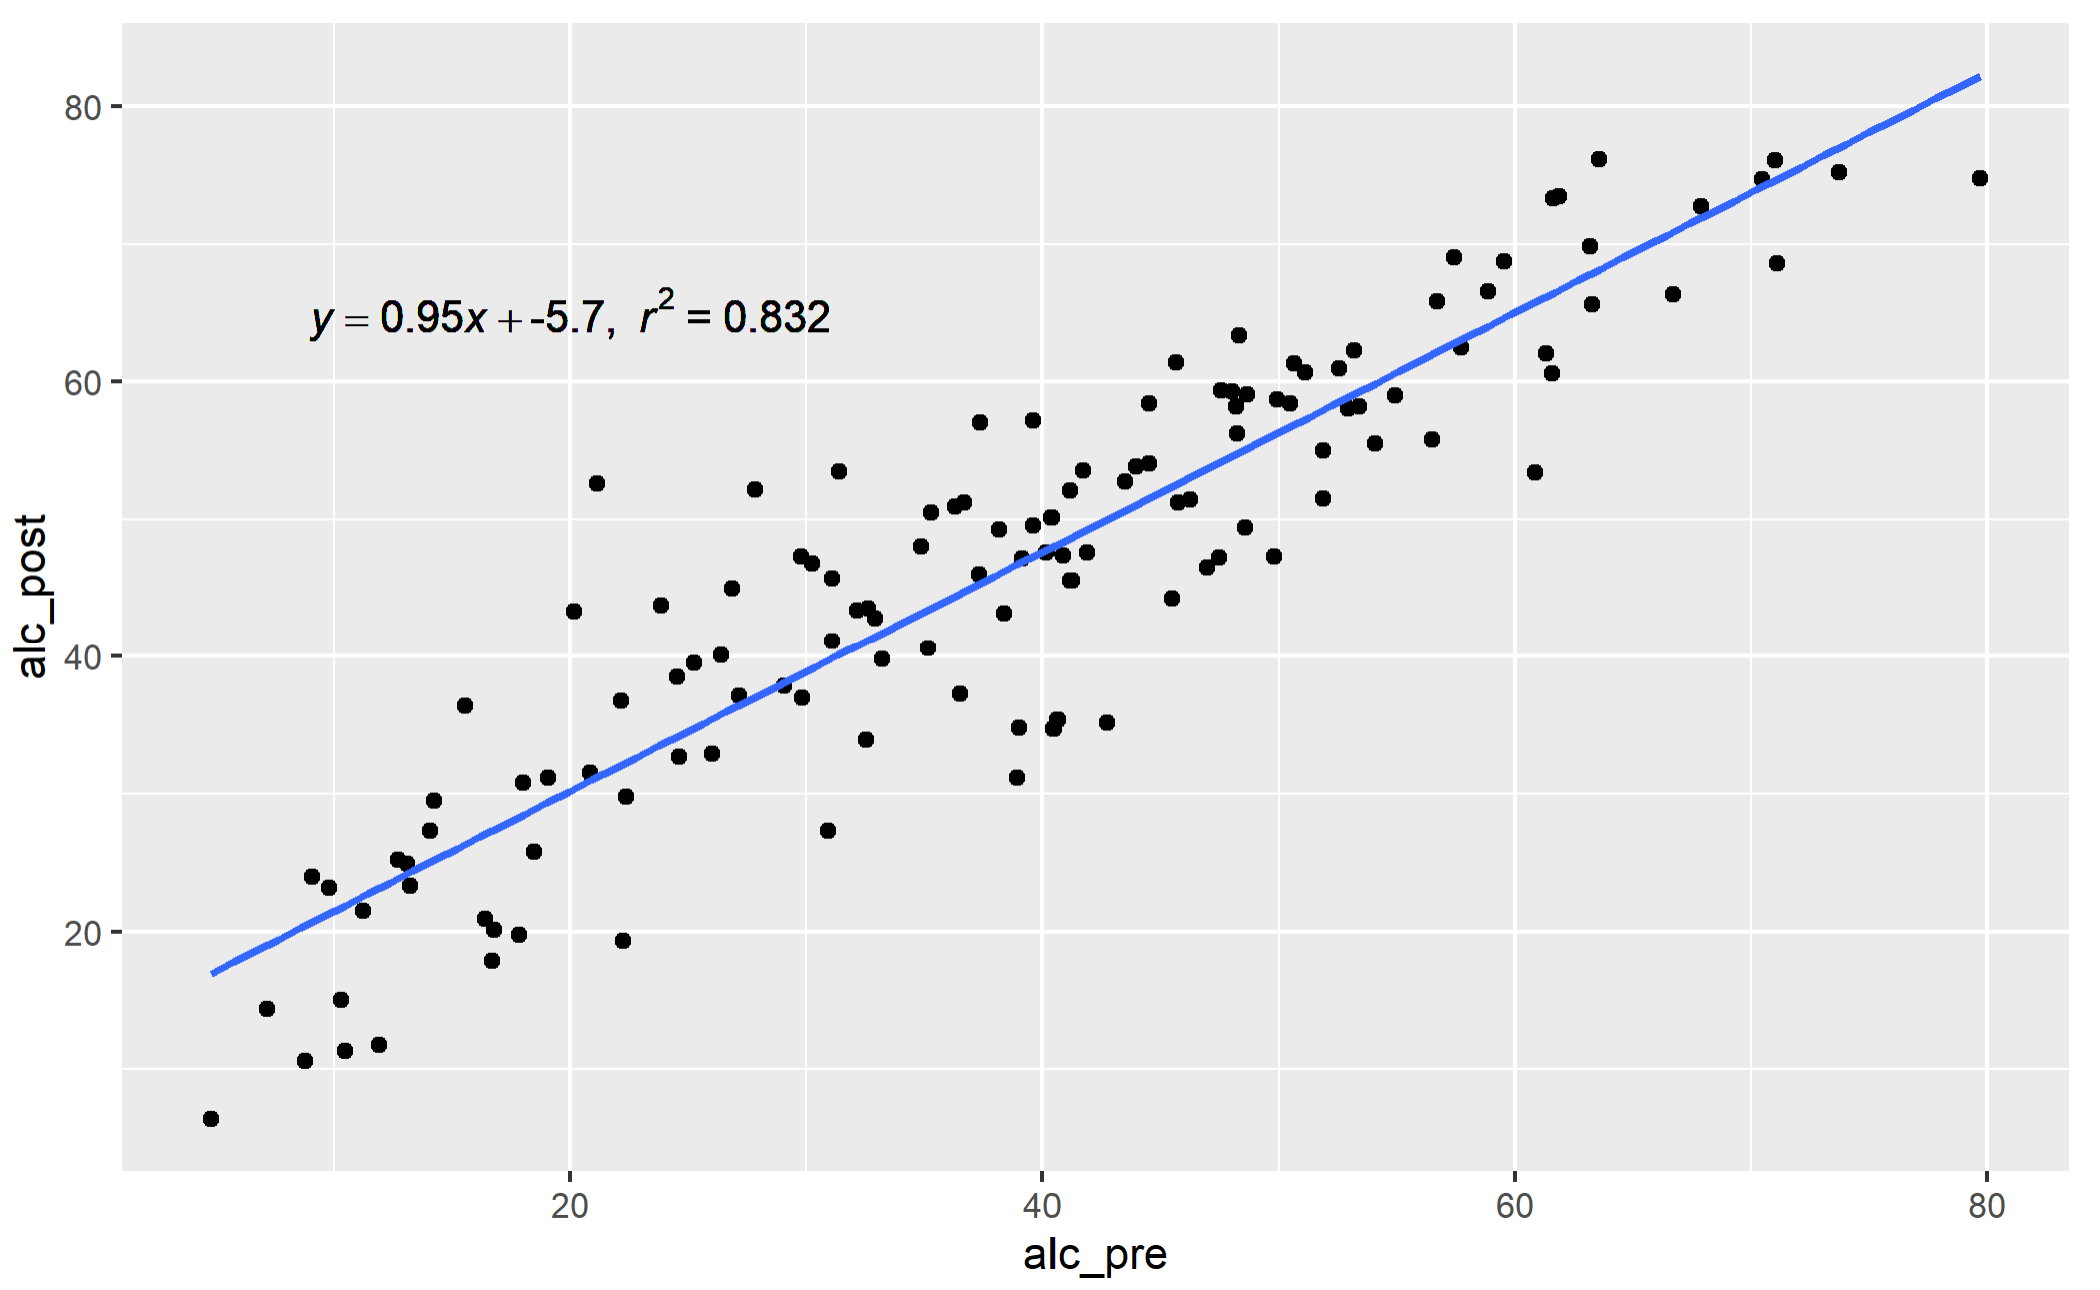 80
60
40
20
alc_post
y = 0.95x + -5.7, r² = 0.832
20 40 60 80
alc_pre